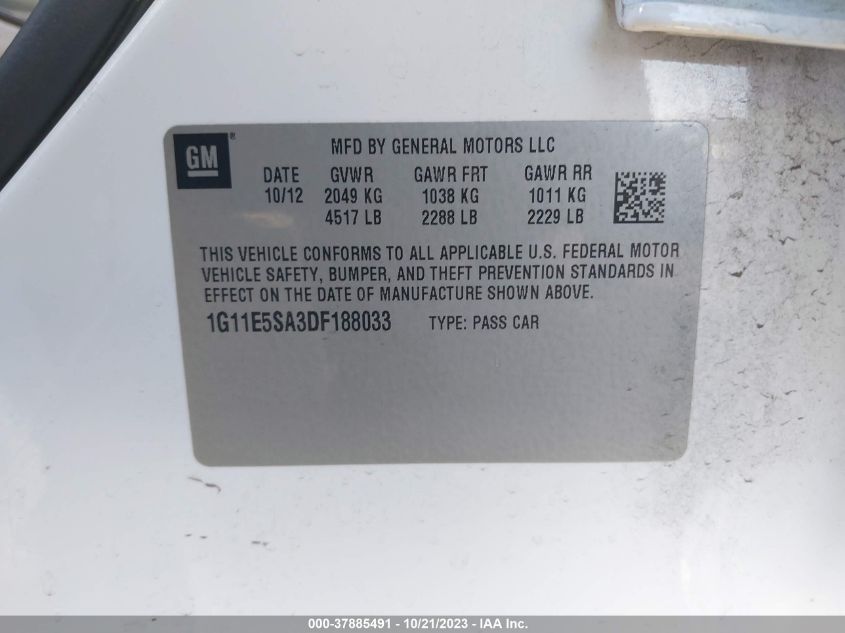 GM®
MFD BY GENERAL MOTORS LLC
DATE GVWR GAWR FRT GAWR RR
10/12 2049 KG 1038 KG 1011 KG
4517 LB 2288 LB 2229 LB
THIS VEHICLE CONFORMS TO ALL APPLICABLE U.S. FEDERAL MOTOR
VEHICLE SAFETY, BUMPER, AND THEFT PREVENTION STANDARDS IN
EFFECT ON THE DATE OF MANUFACTURE SHOWN ABOVE.
1G11E5SA3DF188033 TYPE: PASS CAR
000-37885491 - 10/21/2023 - IAA Inc.